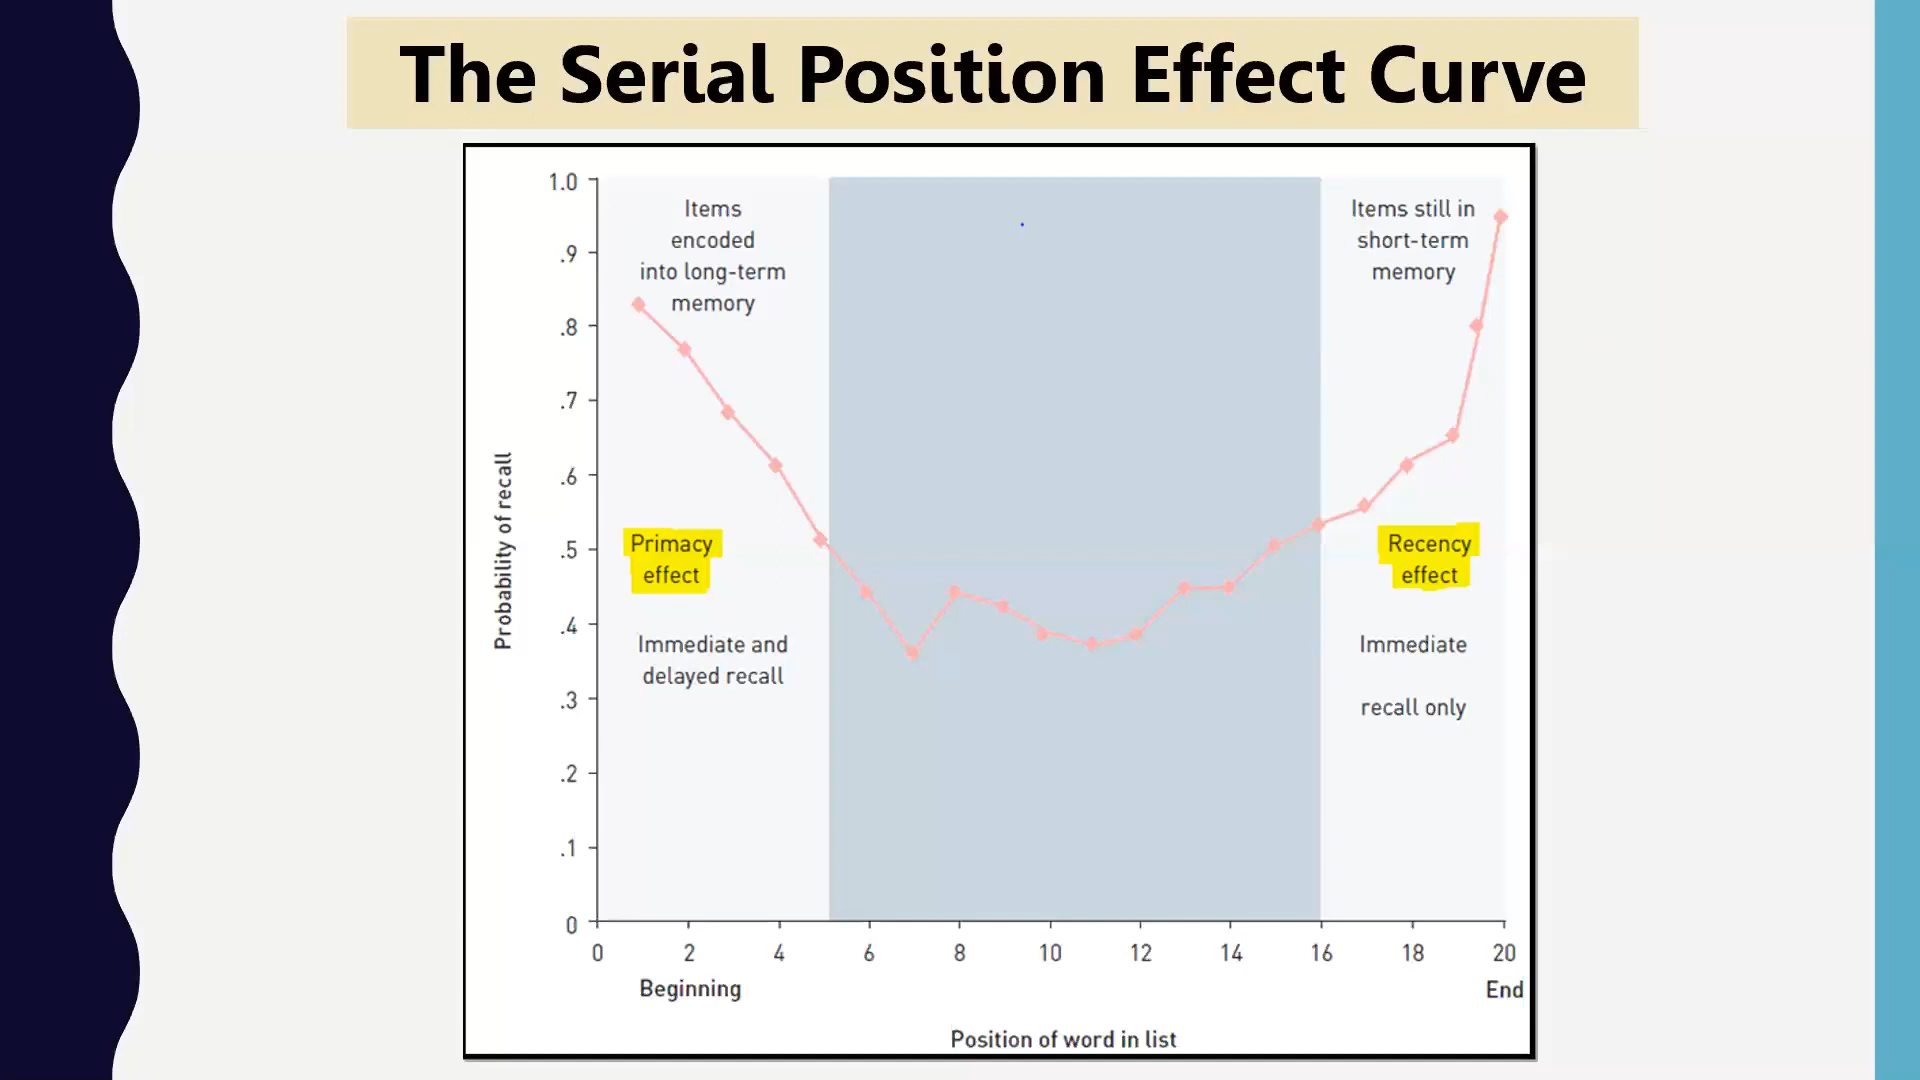 The Serial Position Effect Curve
1.0
.9
.8
.7
.6
.5
.4
.3
.2
.1
0
Probability of recall
Items
encoded
into long-term
memory
Primacy
effect
Immediate and
delayed recall
Items still in
short-term
memory
Recency
effect
Immediate
recall only
0 2 4 6 8 10 12 14 16 18 20
Beginning End
Position of word in list